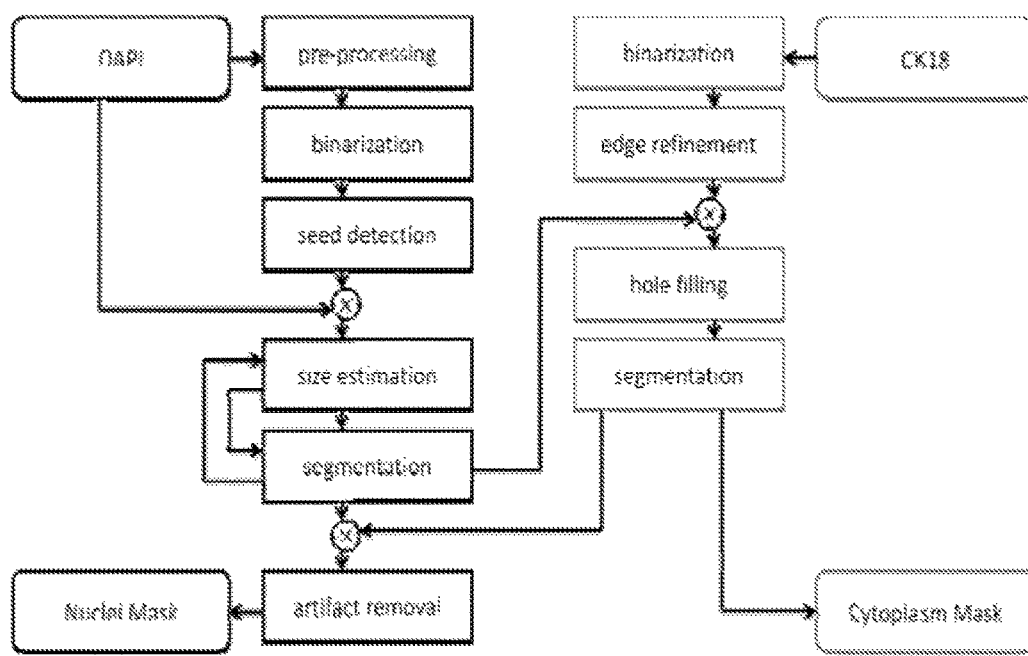 DAPI
pre-processing
binarization
seed detection
X
size estimation
segmentation
X
artifact removal
Nuclei Mask
binarization
CK18
edge refinement
X
hole filling
segmentation
Cytoplasm Mask